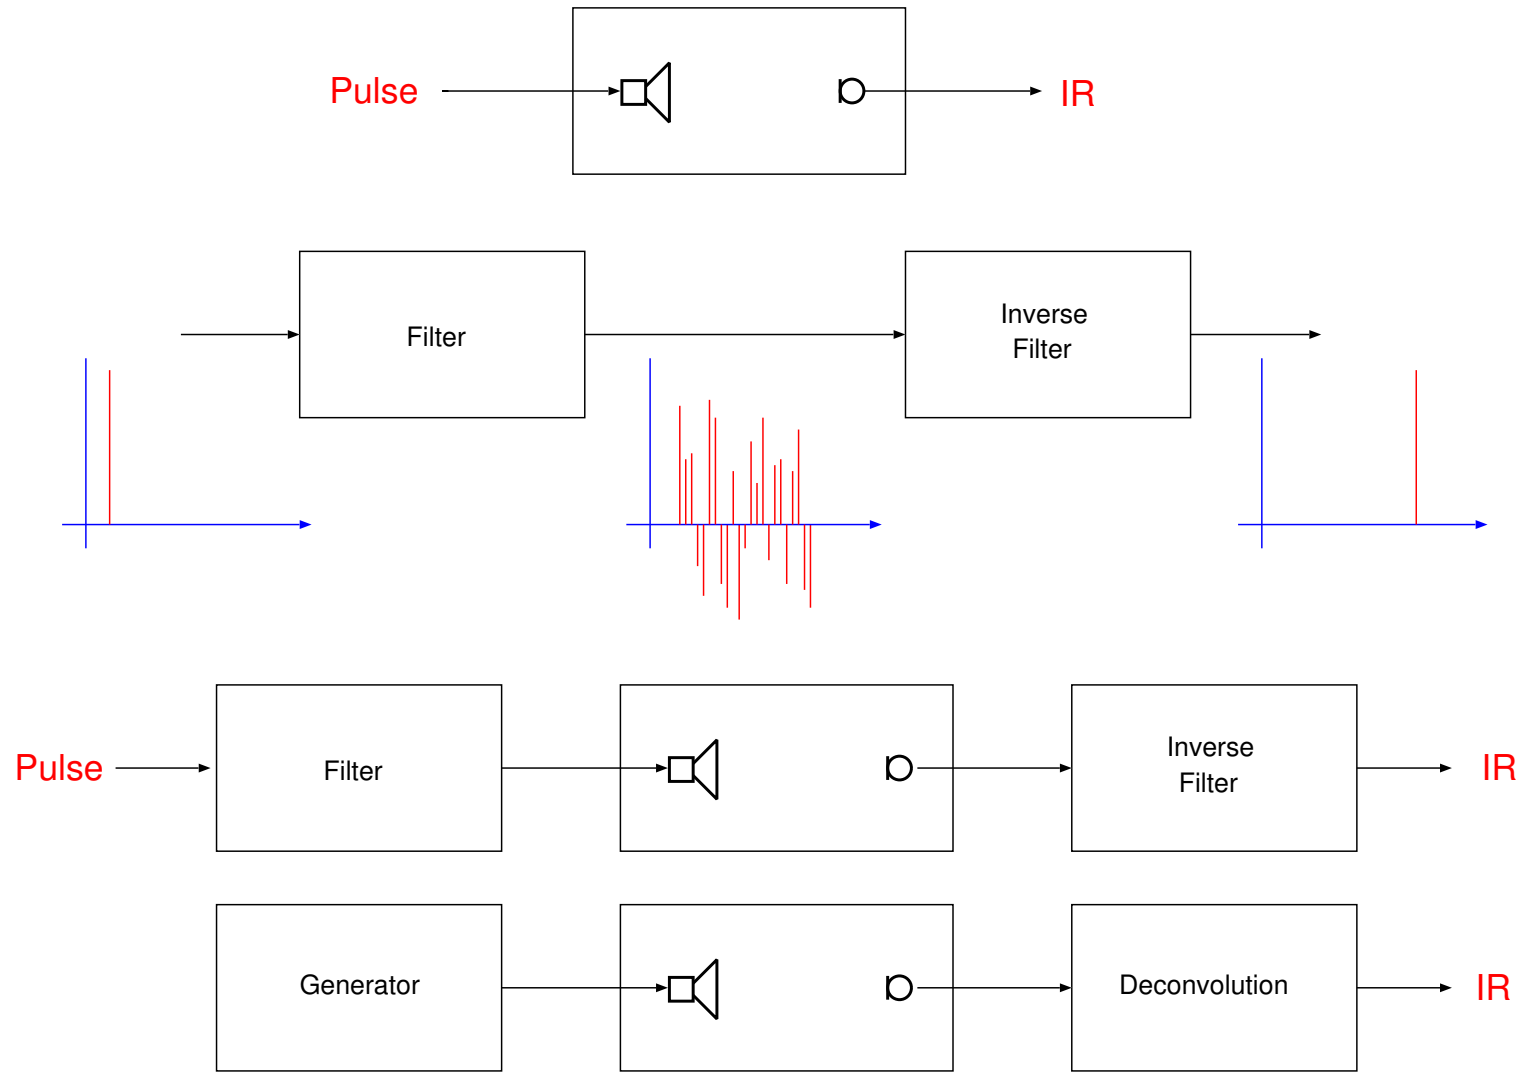 Pulse
IR
Filter
Inverse
Filter
Pulse
Filter
Inverse
Filter
IR
Generator
Deconvolution
IR